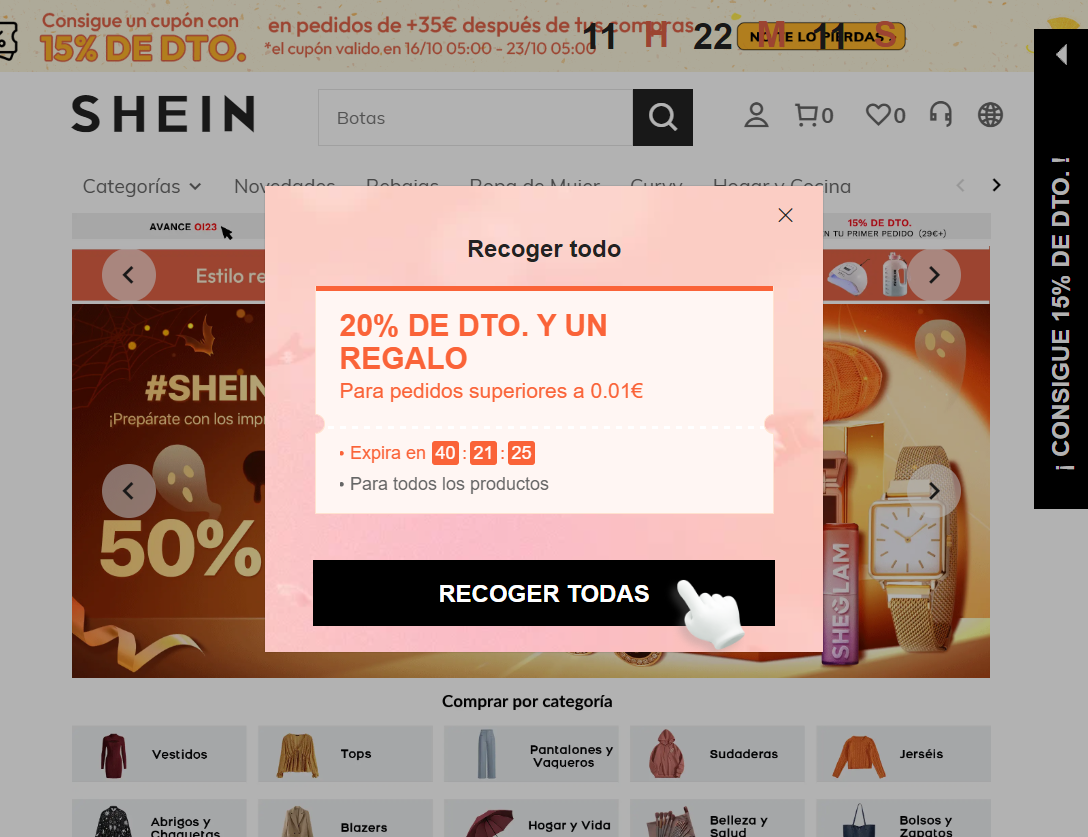 Consigue un cupón con
15% DE DTO.
en pedidos de +35€ después de tus compras
*el cupón valido en 16/10 05:00 - 23/10 05:00
11 H 22 M 11 S
NO TE LO PIERDAS
SHEIN
Botas
0
0
Categorías
Novedades
Rebajas
Ropa de Mujer
Curvy
Hogar y Cocina
¡ CONSIGUE 15% DE DTO. !
AVANCE OI23
15% DE DTO.
N TU PRIMER PEDIDO (29€+)
Estilo re
#SHEIN
¡Prepárate con los imp
50%
SHEGLAM
Recoger todo
20% DE DTO. Y UN
REGALO
Para pedidos superiores a 0.01€
• Expira en 40 : 21 : 25
• Para todos los productos
RECOGER TODAS
Comprar por categoría
Vestidos
Tops
Pantalones y
Vaqueros
Sudaderas
Jerséis
Abrigos y
Chaquetas
Blazers
Hogar y Vida
Belleza y
Salud
Bolsos y
Zapatos